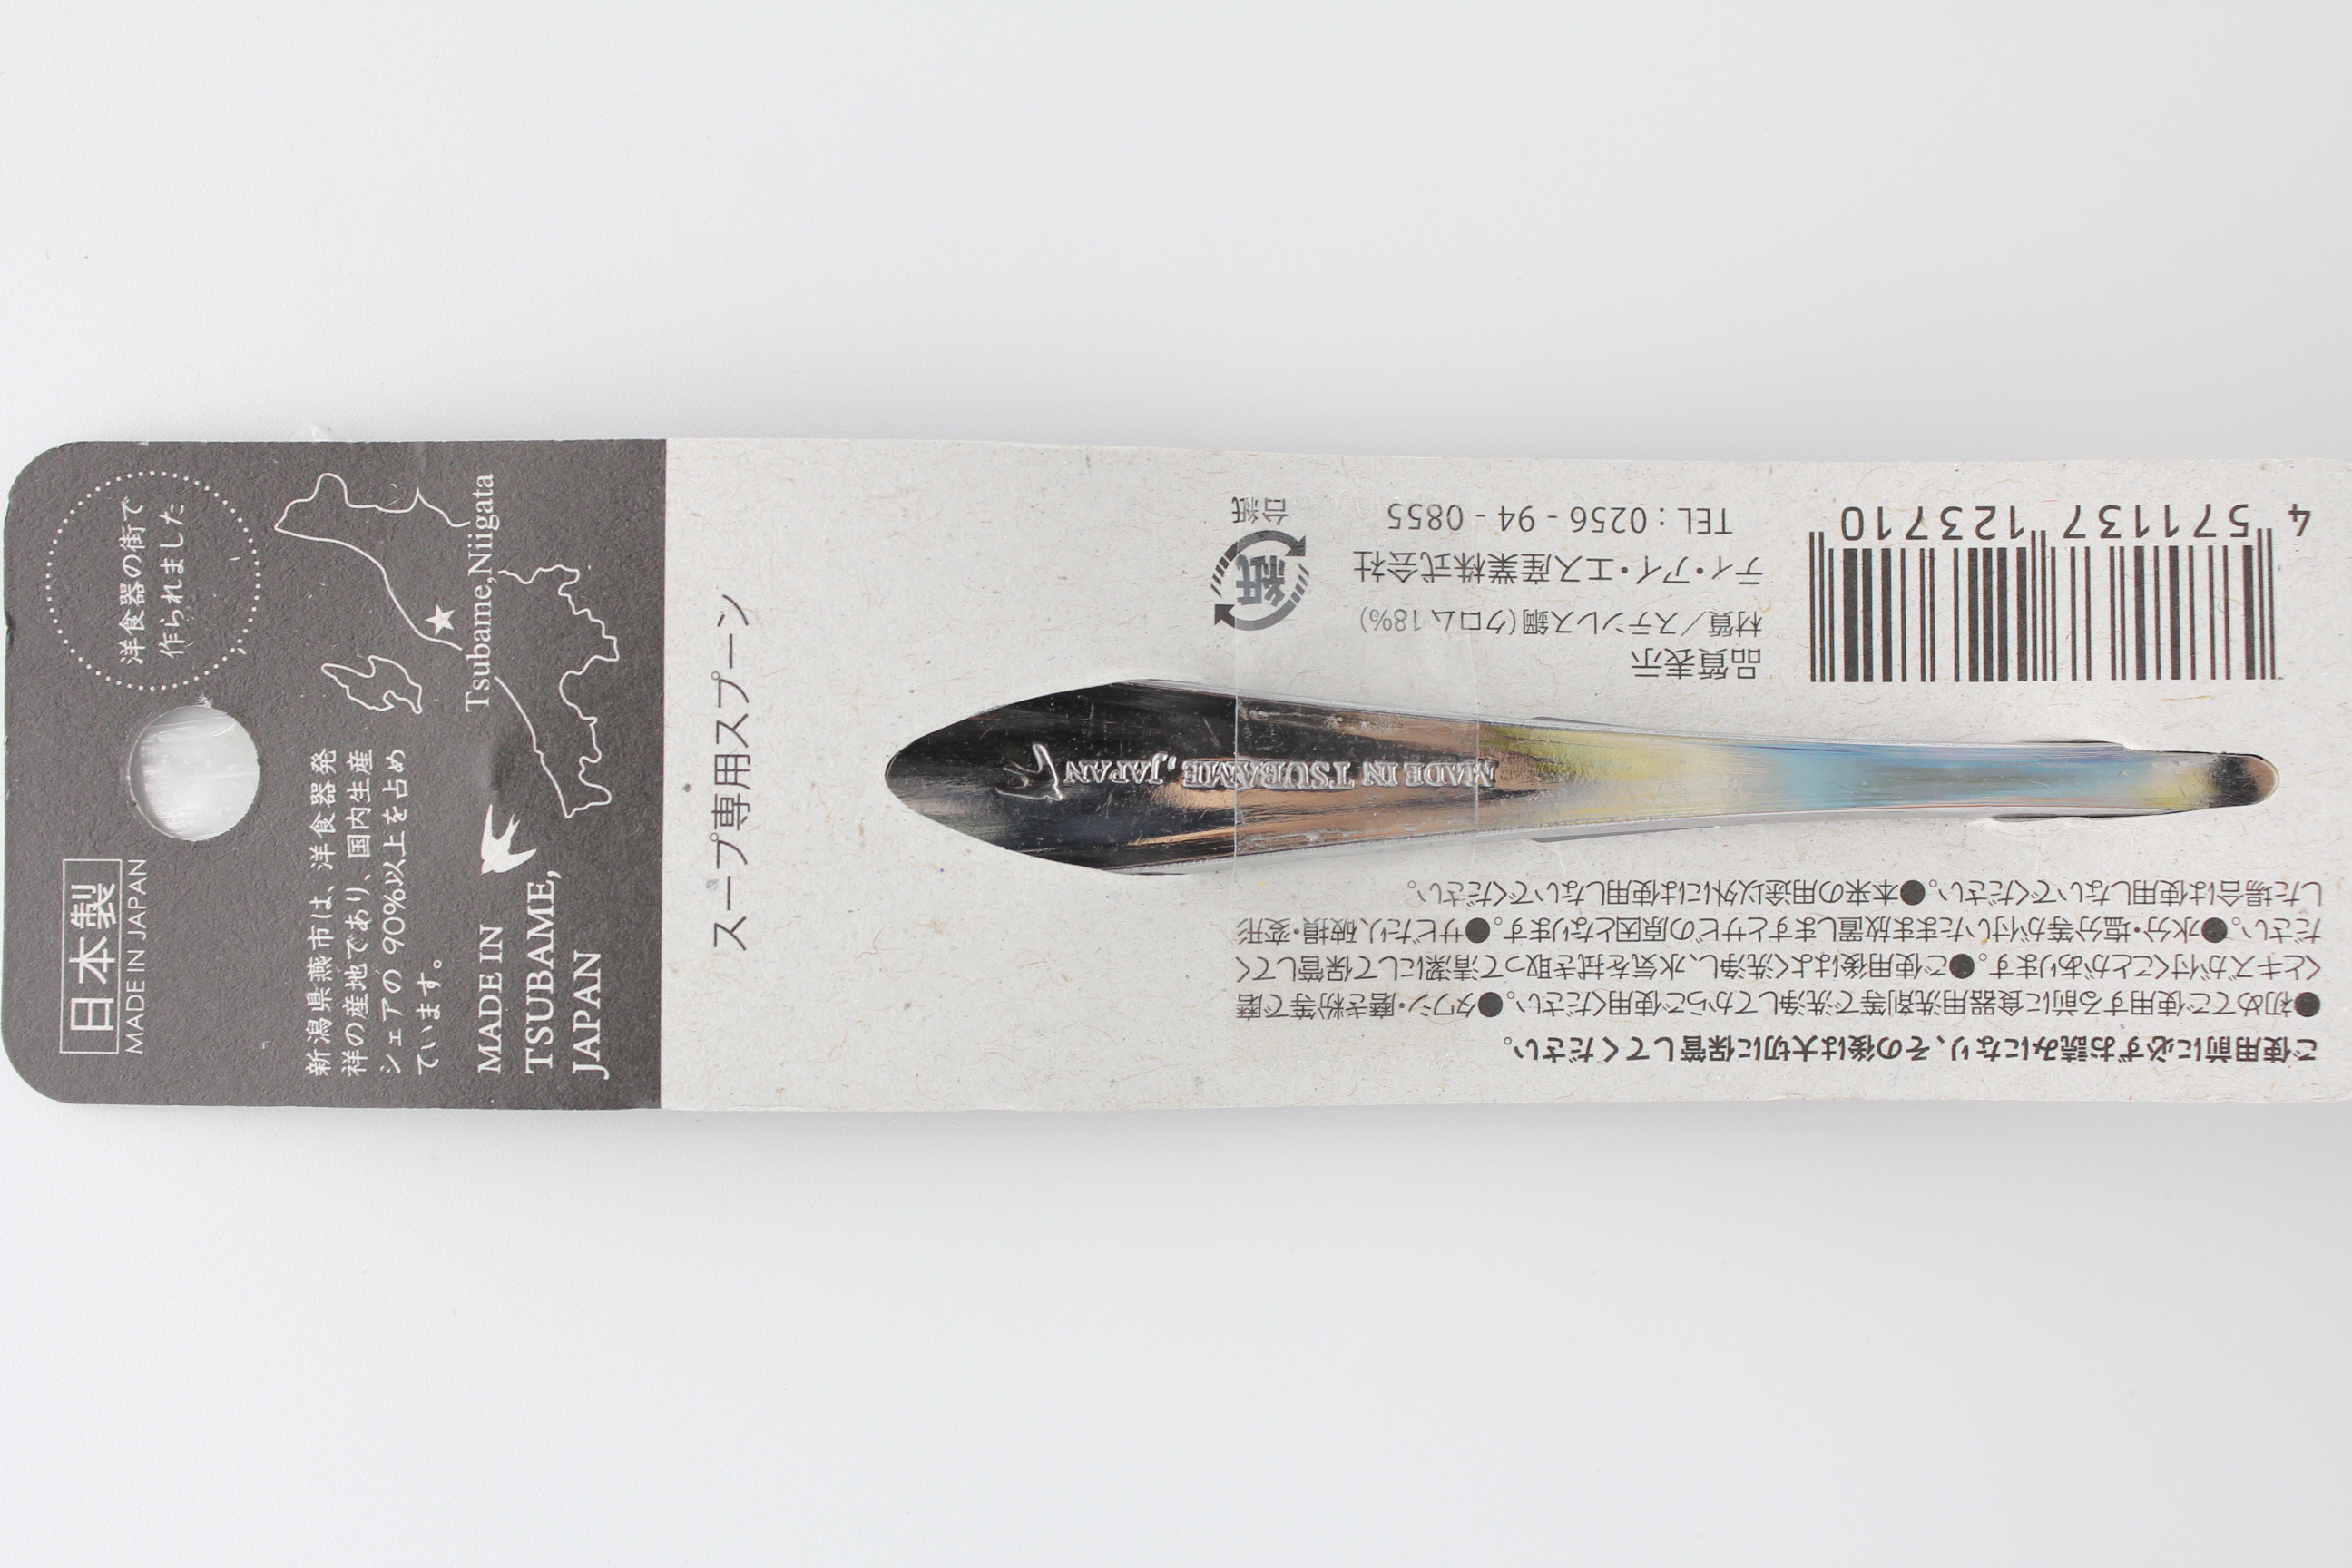 日本製
MADE IN JAPAN
洋食器の街で
作られました
新潟県燕市は、洋食器発
祥の産地であり、国内生産
シェアの90%以上を占め
ています。
Tsubame,Niigata
MADE IN
TSUBAME,
JAPAN
スープ専用スプーン
MADE IN TSUBAME, JAPAN
ご使用前に必ずお読みになり、その後は大切に保管してください。
●初めてご使用する前に食器用洗剤等で洗浄してからご使用ください。●タワシ・磨き粉等で磨
くとキズが付くことがあります。●ご使用後はよく洗浄し、水気を拭き取って清潔にして保管して
ください。●水分・塩分等が付いたまま放置しますとサビの原因となります。●サビたり、破損・変形
した場合は使用しないでください。●本来の用途以外には使用しないでください。
品質表示
材質／ステンレス鋼(クロム18%)
ティ・アイ・エス産業株式会社
TEL : 0256 - 94 - 0855
紙
台紙
4 571137 123710